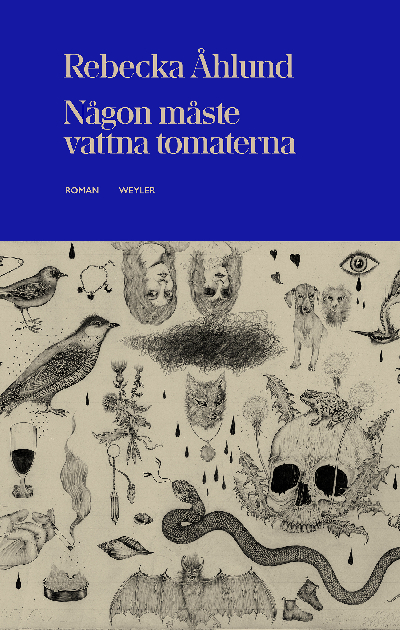 Rebecka Åhlund
Någon måste
vattna tomaterna
ROMAN WEYLER